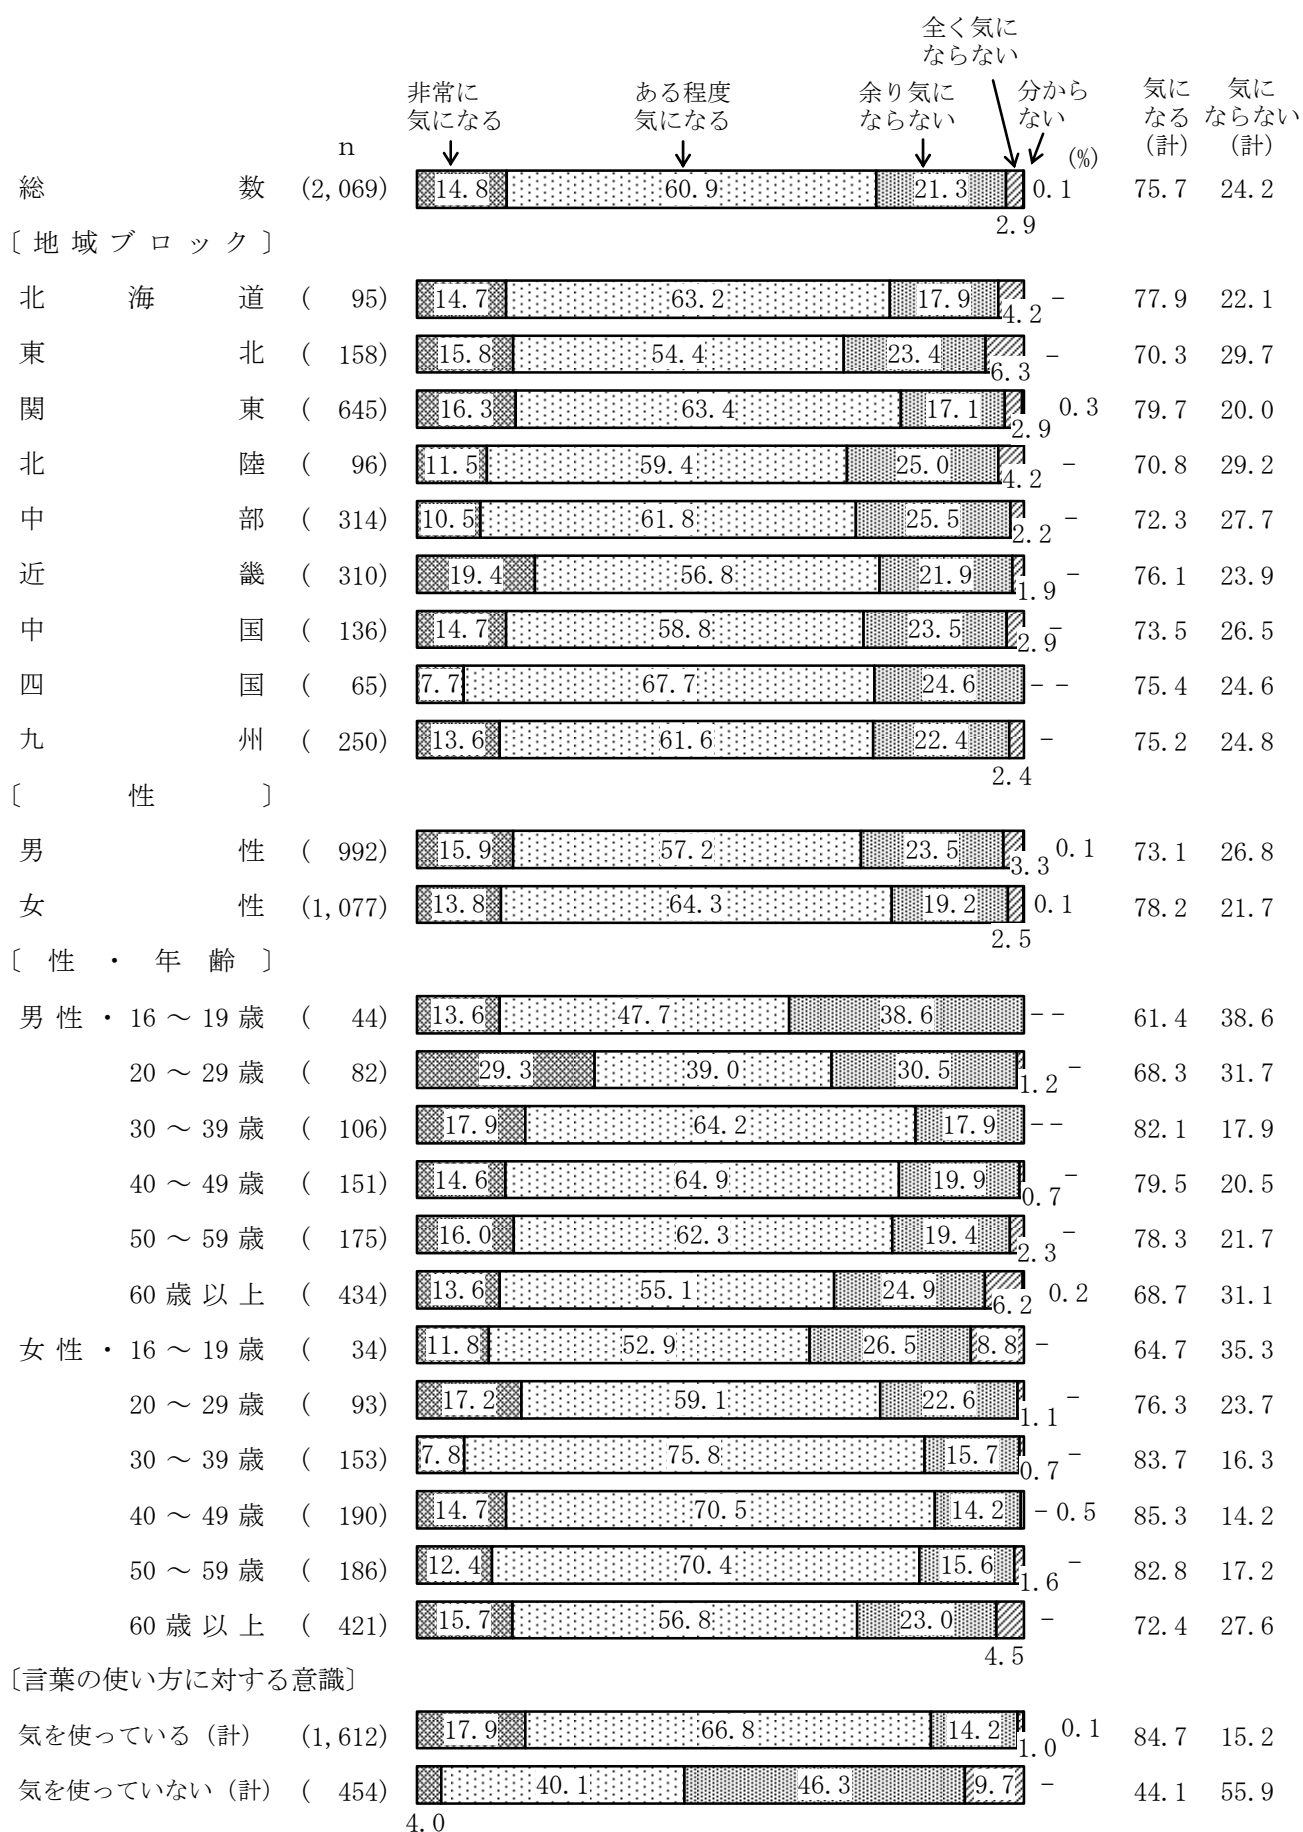 全く気に
ならない
非常に ある程度 余り気に 分から 気に 気に
気になる 気になる ならない ない なる ならない
n (%) （計） （計）
総数 (2,069) 14.8 60.9 21.3 0.1 75.7 24.2
2.9
〔地域ブロック〕
北海道 ( 95) 14.7 63.2 17.9 4.2 － 77.9 22.1
東北 ( 158) 15.8 54.4 23.4 6.3 － 70.3 29.7
関東 ( 645) 16.3 63.4 17.1 2.9 0.3 79.7 20.0
北陸 ( 96) 11.5 59.4 25.0 4.2 － 70.8 29.2
中部 ( 314) 10.5 61.8 25.5 2.2 － 72.3 27.7
近畿 ( 310) 19.4 56.8 21.9 1.9 － 76.1 23.9
中国 ( 136) 14.7 58.8 23.5 2.9 － 73.5 26.5
四国 ( 65) 7.7 67.7 24.6 － － 75.4 24.6
九州 ( 250) 13.6 61.6 22.4 － 75.2 24.8
2.4
〔性〕
男性 ( 992) 15.9 57.2 23.5 3.3 0.1 73.1 26.8
女性 (1,077) 13.8 64.3 19.2 0.1 78.2 21.7
2.5
〔性・年齢〕
男性・16～19歳 ( 44) 13.6 47.7 38.6 － － 61.4 38.6
20～29歳 ( 82) 29.3 39.0 30.5 1.2 － 68.3 31.7
30～39歳 ( 106) 17.9 64.2 17.9 － － 82.1 17.9
40～49歳 ( 151) 14.6 64.9 19.9 0.7 － 79.5 20.5
50～59歳 ( 175) 16.0 62.3 19.4 2.3 － 78.3 21.7
60歳以上 ( 434) 13.6 55.1 24.9 6.2 0.2 68.7 31.1
女性・16～19歳 ( 34) 11.8 52.9 26.5 8.8 － 64.7 35.3
20～29歳 ( 93) 17.2 59.1 22.6 1.1 － 76.3 23.7
30～39歳 ( 153) 7.8 75.8 15.7 0.7 － 83.7 16.3
40～49歳 ( 190) 14.7 70.5 14.2 － 0.5 85.3 14.2
50～59歳 ( 186) 12.4 70.4 15.6 1.6 － 82.8 17.2
60歳以上 ( 421) 15.7 56.8 23.0 － 72.4 27.6
4.5
〔言葉の使い方に対する意識〕
気を使っている（計） (1,612) 17.9 66.8 14.2 1.0 0.1 84.7 15.2
気を使っていない（計） ( 454) 40.1 46.3 9.7 － 44.1 55.9
4.0